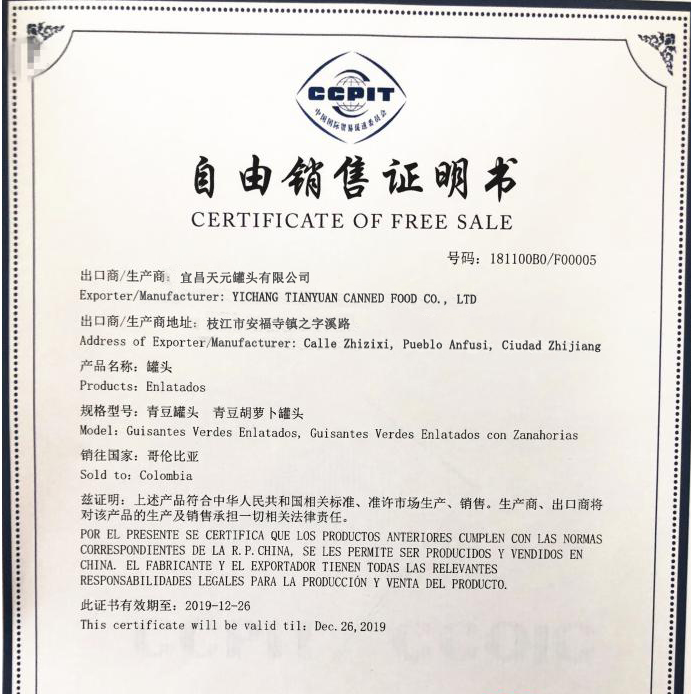 CCPIT
中国国际贸易促进委员会
自由销售证明书
CERTIFICATE OF FREE SALE
号码：181100B0/F00005
出口商/生产商：宜昌天元罐头有限公司
Exporter/Manufacturer: YICHANG TIANYUAN CANNED FOOD CO., LTD
出口商/生产商地址：枝江市安福寺镇之字溪路
Address of Exporter/Manufacturer: Calle Zhizixi, Pueblo Anfusi, Ciudad Zhijiang
产品名称：罐头
Products: Enlatados
规格型号：青豆罐头 青豆胡萝卜罐头
Model: Guisantes Verdes Enlatados, Guisantes Verdes Enlatados con Zanahorias
销往国家：哥伦比亚
Sold to: Colombia
兹证明：上述产品符合中华人民共和国相关标准、准许市场生产、销售。生产商、出口商将
对该产品的生产及销售承担一切相关法律责任。
POR EL PRESENTE SE CERTIFICA QUE LOS PRODUCTOS ANTERIORES CUMPLEN CON LAS NORMAS
CORRESPONDIENTES DE LA R.P.CHINA, SE LES PERMITE SER PRODUCIDOS Y VENDIDOS EN
CHINA. EL FABRICANTE Y EL EXPORTADOR TIENEN TODAS LAS RELEVANTES
RESPONSABILIDADES LEGALES PARA LA PRODUCCIÓN Y VENTA DEL PRODUCTO.
此证书有效期至：2019-12-26
This certificate will be valid til: Dec.26,2019